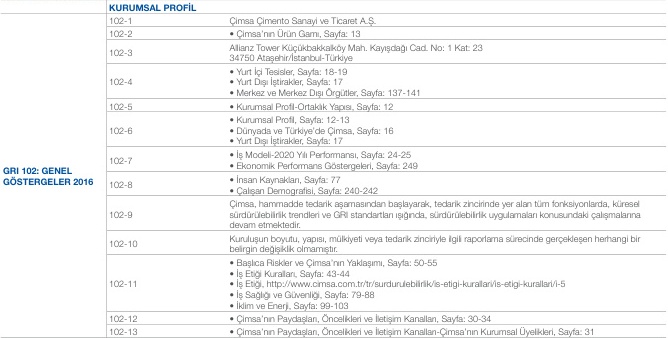 KURUMSAL PROFİL
102-1 Çimsa Çimento Sanayi ve Ticaret A.Ş.
102-2 • Çimsa'nın Ürün Gamı, Sayfa: 13
102-3 Allianz Tower Küçükbakkalköy Mah. Kayışdağı Cad. No: 1 Kat: 23
34750 Ataşehir/İstanbul-Türkiye
102-4 • Yurt İçi Tesisler, Sayfa: 18-19
• Yurt Dışı İştirakler, Sayfa: 17
• Merkez ve Merkez Dışı Örgütler, Sayfa: 137-141
102-5 • Kurumsal Profil-Ortaklık Yapısı, Sayfa: 12
102-6 • Kurumsal Profil, Sayfa: 12-13
• Dünyada ve Türkiye'de Çimsa, Sayfa: 16
• Yurt Dışı İştirakler, Sayfa: 17
GRI 102: GENEL
GÖSTERGELER 2016
102-7 • İş Modeli-2020 Yılı Performansı, Sayfa: 24-25
• Ekonomik Performans Göstergeleri, Sayfa: 249
102-8 • İnsan Kaynakları, Sayfa: 77
• Çalışan Demografisi, Sayfa: 240-242
102-9 Çimsa, hammadde tedarik aşamasından başlayarak, tedarik zincirinde yer alan tüm fonksiyonlarda, küresel
sürdürülebilirlik trendleri ve GRI standartları ışığında, sürdürülebilirlik uygulamaları konusundaki çalışmalarına
devam etmektedir.
102-10 Kuruluşun boyutu, yapısı, mülkiyeti veya tedarik zinciriyle ilgili raporlama sürecinde gerçekleşen herhangi bir
belirgin değişiklik olmamıştır.
102-11 • Başlıca Riskler ve Çimsa'nın Yaklaşımı, Sayfa: 50-55
• İş Etiği Kuralları, Sayfa: 43-44
• İş Etiği, http://www.cimsa.com.tr/tr/surdurulebilirlik/is-etigi-kurallari/is-etigi-kurallari/i-5
• İş Sağlığı ve Güvenliği, Sayfa: 79-88
• İklim ve Enerji, Sayfa: 99-103
102-12 • Çimsa'nın Paydaşları, Öncelikleri ve İletişim Kanalları, Sayfa: 30-34
102-13 • Çimsa'nın Paydaşları, Öncelikleri ve İletişim Kanalları-Çimsa'nın Kurumsal Üyelikleri, Sayfa: 31